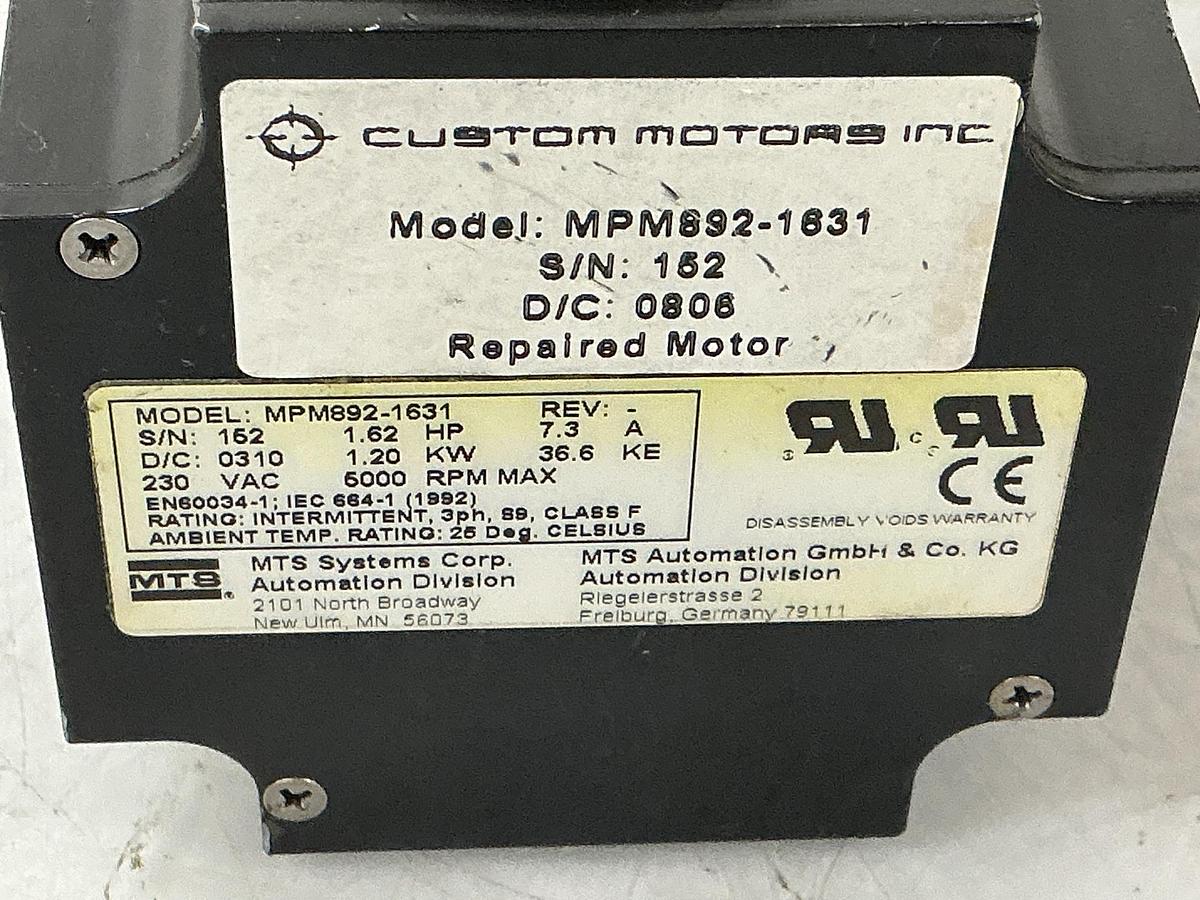 CUSTOM MOTORS INC
Model: MPM892-1631
S/N: 152
D/C: 0806
Repaired Motor
MODEL: MPM892-1631 REV: -
S/N: 152 1.62 HP 7.3 A
D/C: 0310 1.20 KW 36.6 KE
230 VAC 5000 RPM MAX
EN60034-1; IEC 664-1 (1992)
RATING: INTERMITTENT, 3ph, S9, CLASS F
AMBIENT TEMP. RATING: 25 Deg. CELSIUS
c RU us
CE
DISASSEMBLY VOIDS WARRANTY
MTS®
MTS Systems Corp.
Automation Division
2101 North Broadway
New Ulm, MN 56073
MTS Automation GmbH & Co. KG
Automation Division
Riegelerstrasse 2
Freiburg, Germany 79111